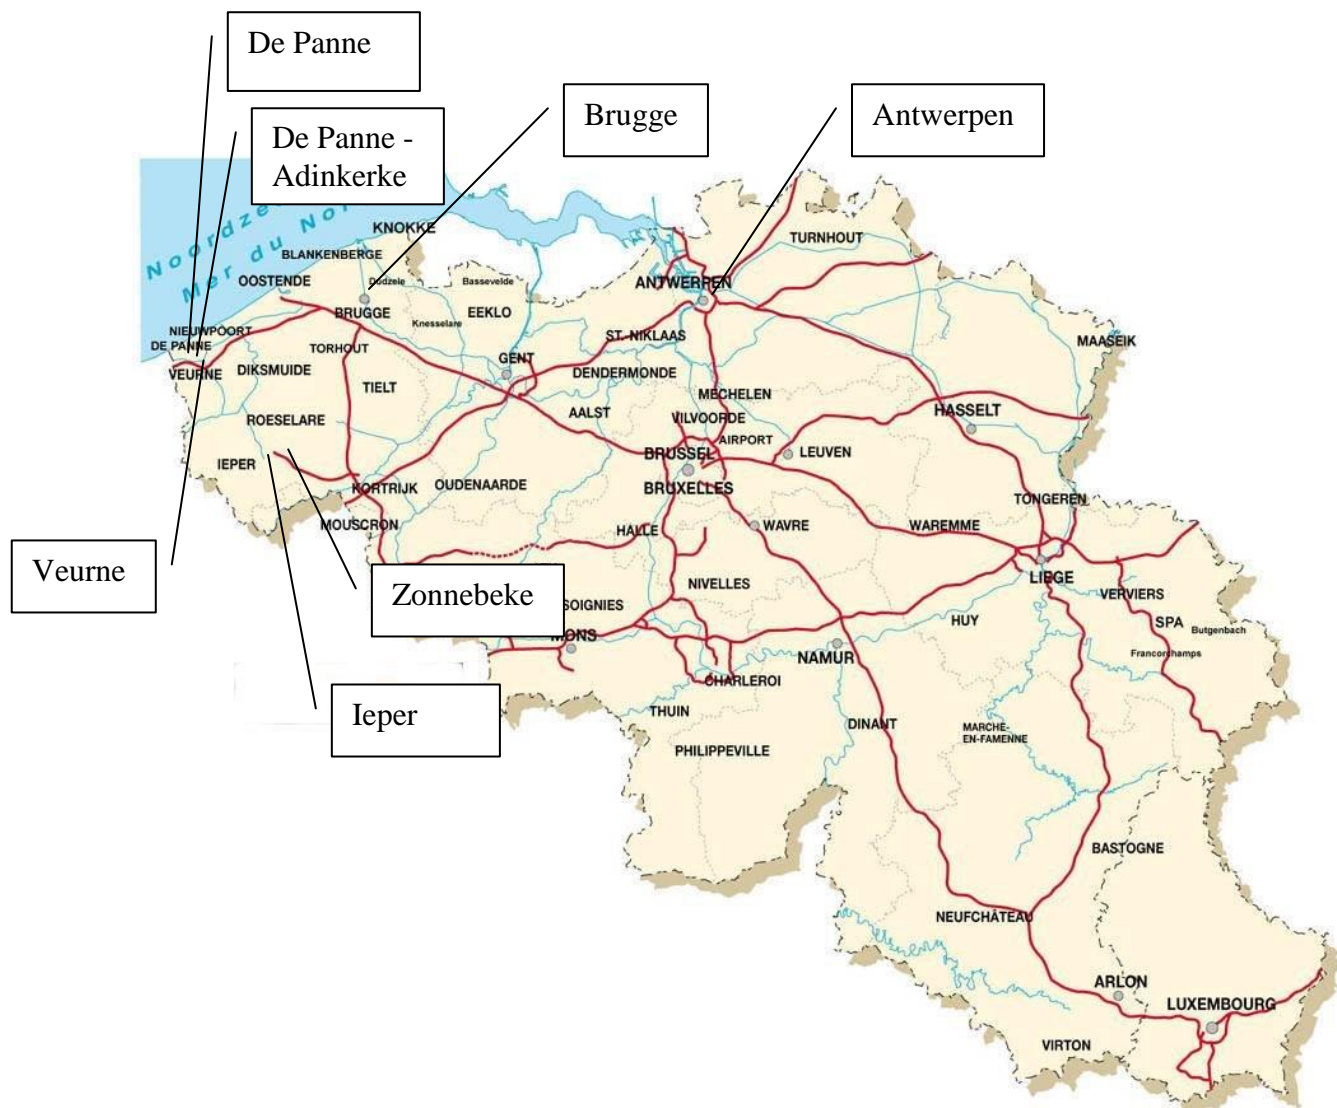 De Panne
De Panne -
Adinkerke
Brugge
Antwerpen
Noordze
Mer du Nor
KNOKKE
BLANKENBERGE
OOSTENDE
Dudzele
Bassevelde
BRUGGE
Knesselare
EEKLO
NIEUWPOORT
DE PANNE
VEURNE
DIKSMUIDE
TORHOUT
TIELT
GENT
ST.-NIKLAAS
ANTWERPEN
TURNHOUT
MAASEIK
DENDERMONDE
MECHELEN
AALST
VILVOORDE
AIRPORT
HASSELT
ROESELARE
IEPER
KORTRIJK
OUDENAARDE
BRUSSEL
BRUXELLES
LEUVEN
MOUSCRON
HALLE
WAVRE
WAREMME
TONGEREN
Veurne
Zonnebeke
Ieper
SOIGNIES
NIVELLES
MONS
LIEGE
VERVIERS
HUY
SPA
Butgenbach
Francorchamps
NAMUR
CHARLEROI
THUIN
DINANT
MARCHE-
EN-FAMENNE
PHILIPPEVILLE
BASTOGNE
NEUFCHÂTEAU
ARLON
LUXEMBOURG
VIRTON